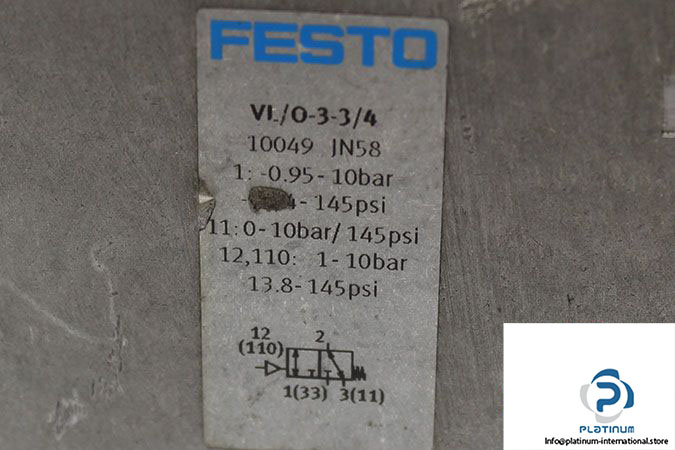 FESTO
VL/O-3-3/4
10049 JN58
1: -0.95- 10bar
- 145psi
11: 0- 10bar/ 145psi
12,110: 1- 10bar
13.8- 145psi
12 2
(110)
1(33) 3(11)
PLATINUM
Info@platinum-international.store